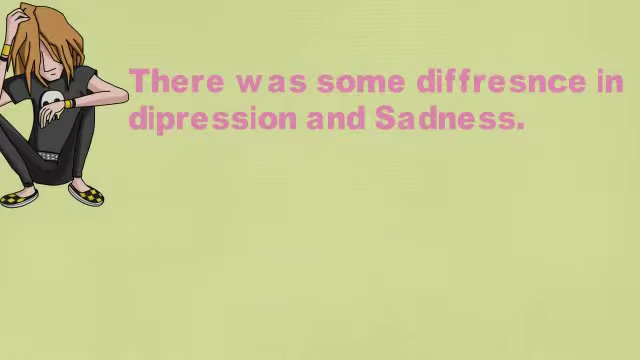 There was some diffresnce in
dipression and Sadness.